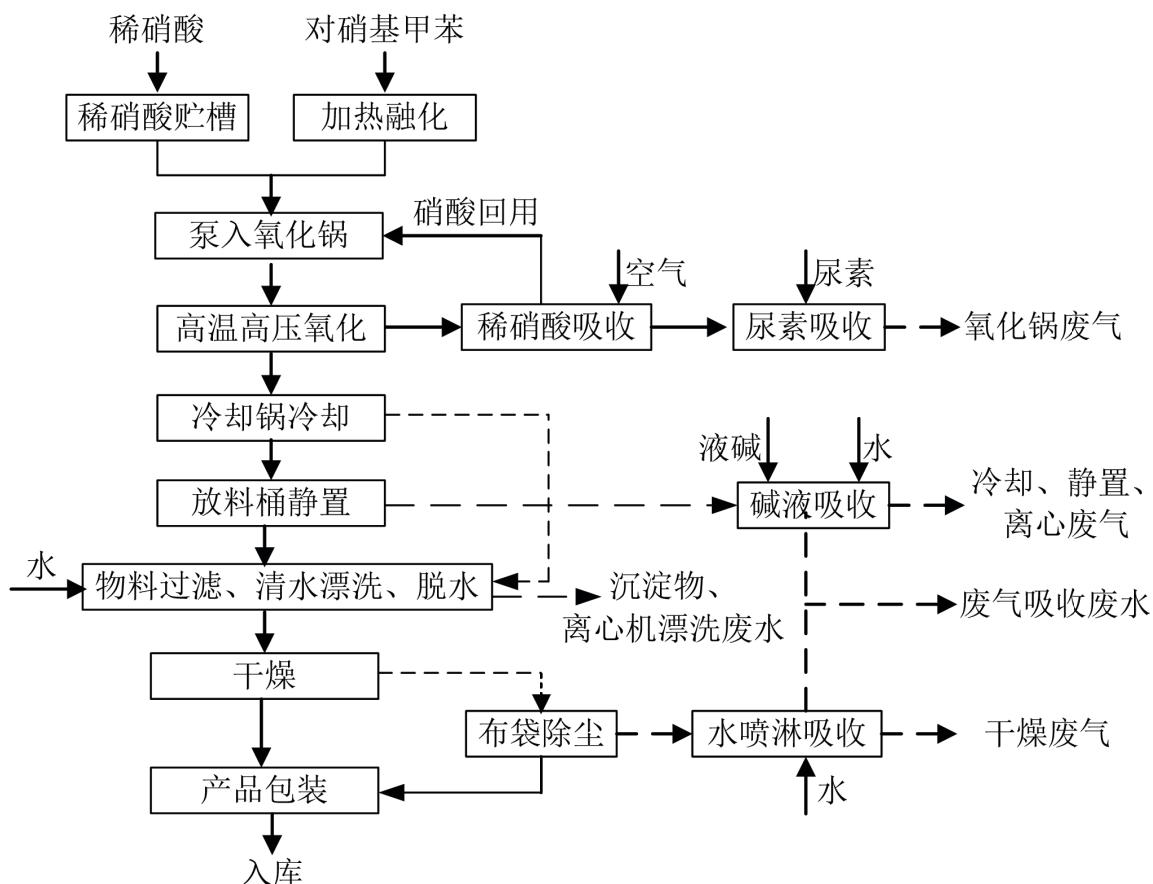 稀硝酸
对硝基甲苯
稀硝酸贮槽
加热融化
泵入氧化锅
硝酸回用
空气
尿素
高温高压氧化
稀硝酸吸收
尿素吸收
氧化锅废气
冷却锅冷却
液碱
水
放料桶静置
碱液吸收
冷却、静置、
离心废气
水
物料过滤、清水漂洗、脱水
沉淀物、
离心机漂洗废水
废气吸收废水
干燥
布袋除尘
水喷淋吸收
干燥废气
产品包装
水
入库